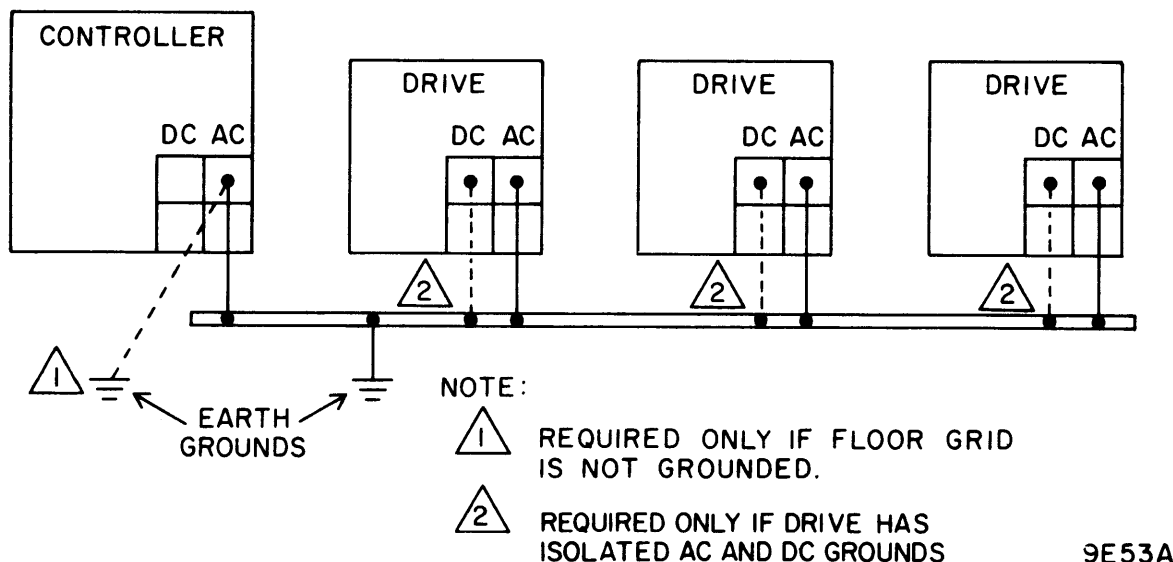 CONTROLLER
DC AC
DRIVE
DC AC
DRIVE
DC AC
DRIVE
DC AC
2
2
2
1
EARTH
GROUNDS
NOTE:
1 REQUIRED ONLY IF FLOOR GRID
IS NOT GROUNDED.
2 REQUIRED ONLY IF DRIVE HAS
ISOLATED AC AND DC GROUNDS
9E53A